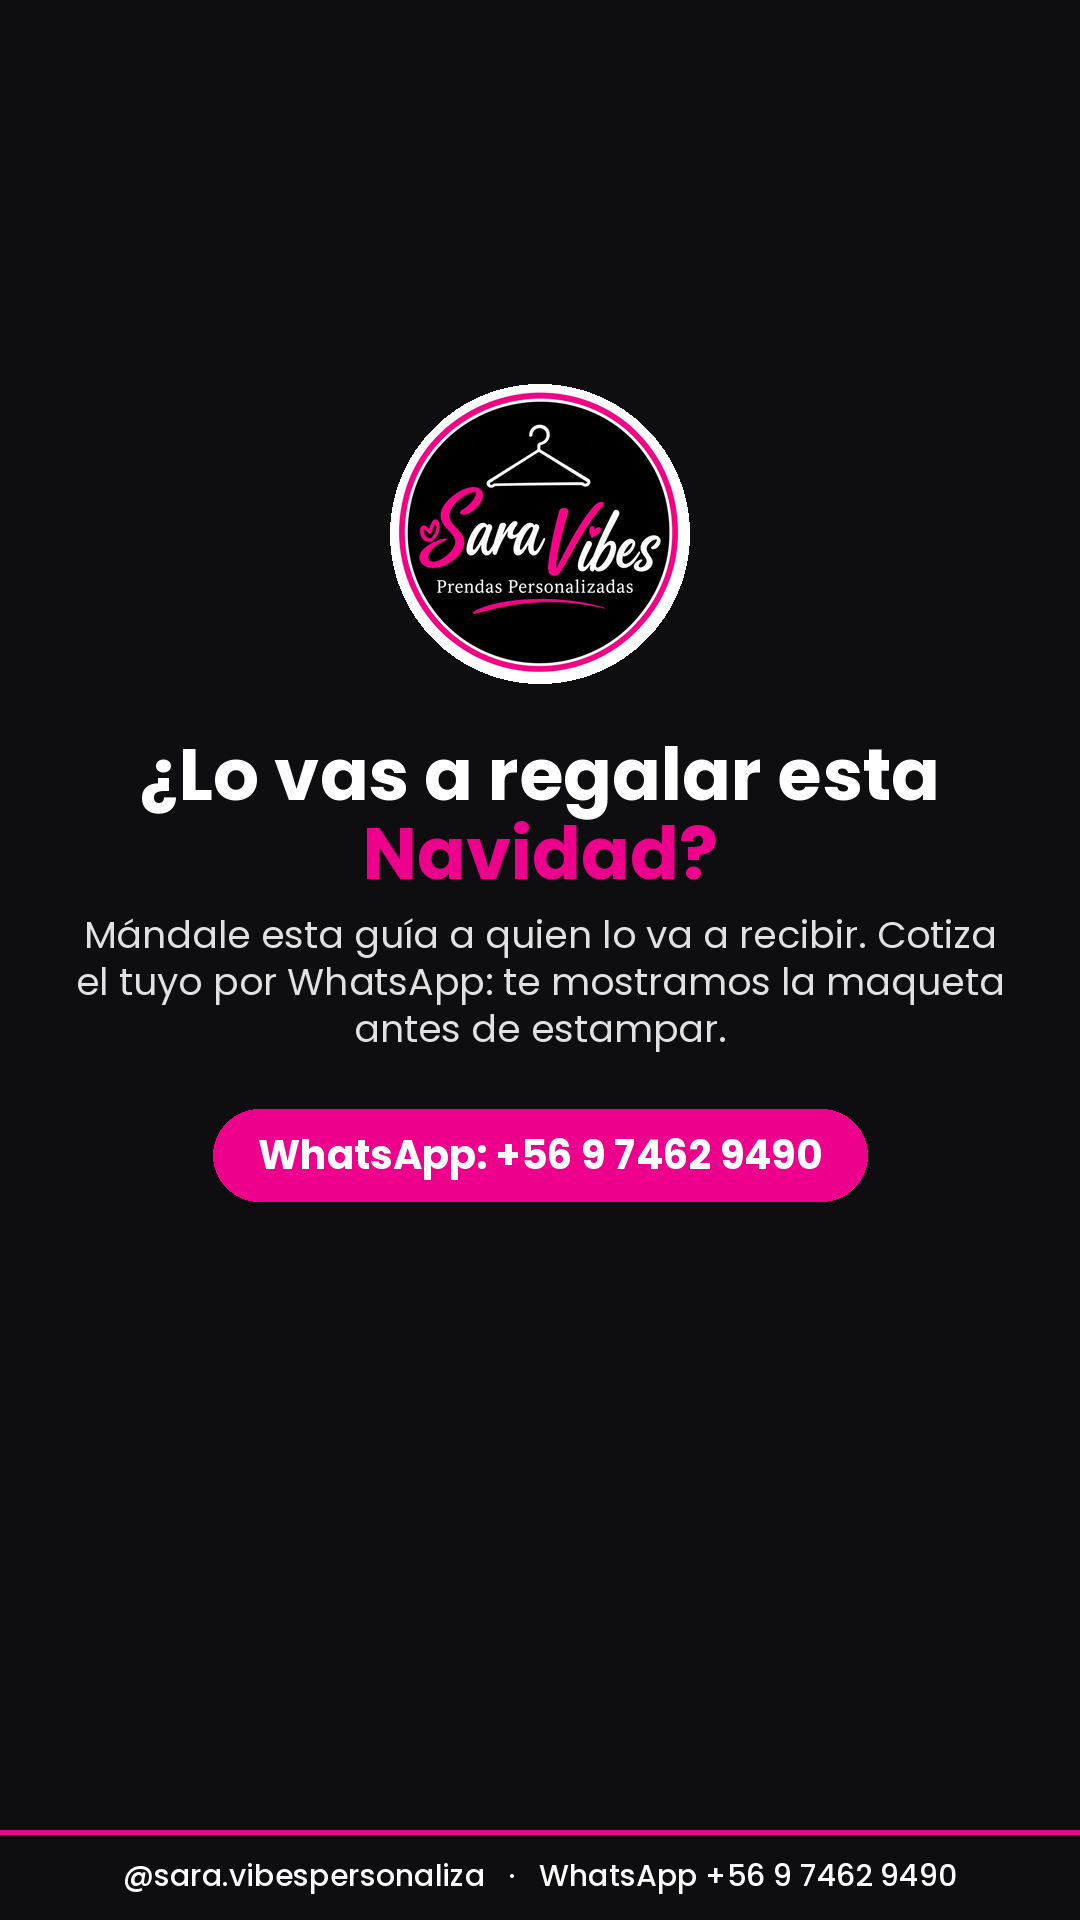 Sara Vibes
Prendas Personalizadas
¿Lo vas a regalar esta
Navidad?
Mándale esta guía a quien lo va a recibir. Cotiza
el tuyo por WhatsApp: te mostramos la maqueta
antes de estampar.
WhatsApp: +56 9 7462 9490
@sara.vibespersonaliza · WhatsApp +56 9 7462 9490